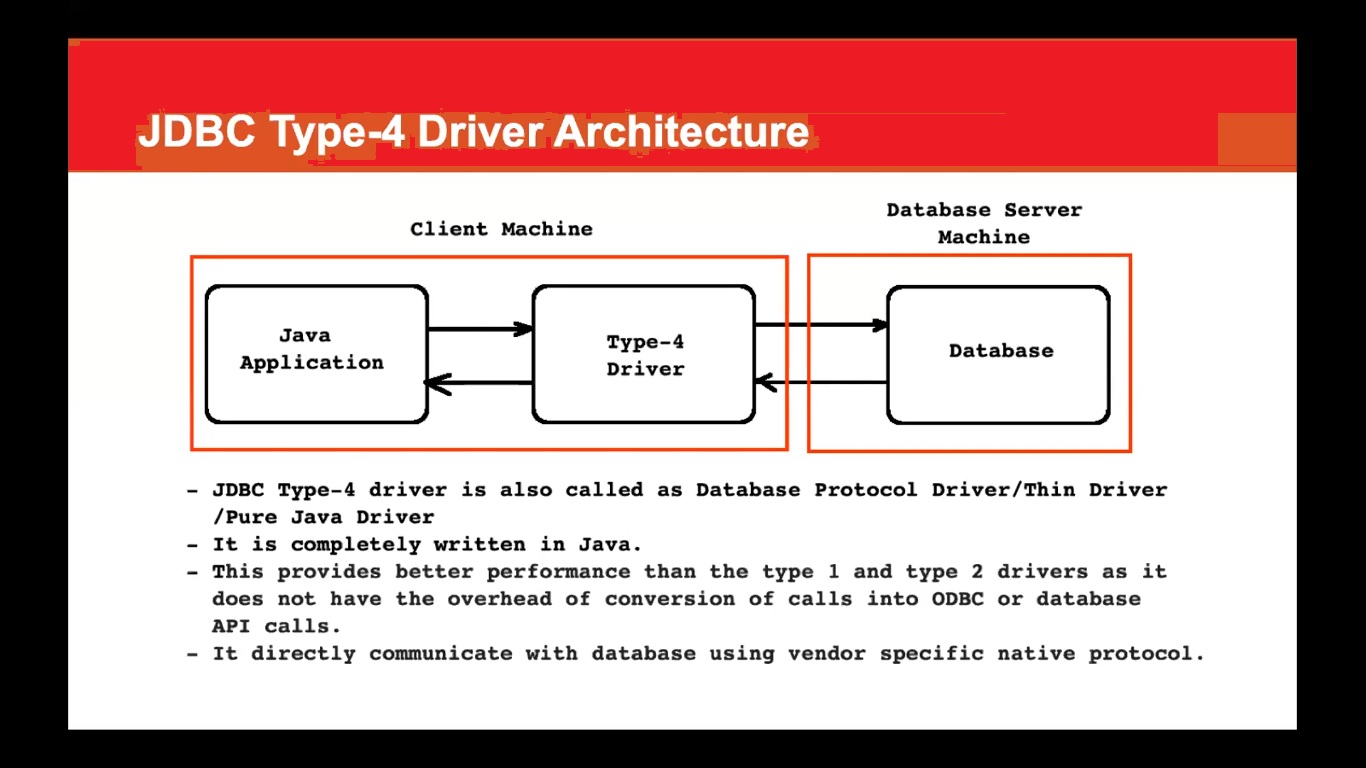 JDBC Type-4 Driver Architecture
Client Machine
Database Server
Machine
Java
Application
Type-4
Driver
Database
– JDBC Type-4 driver is also called as Database Protocol Driver/Thin Driver
/Pure Java Driver
– It is completely written in Java.
– This provides better performance than the type 1 and type 2 drivers as it
does not have the overhead of conversion of calls into ODBC or database
API calls.
– It directly communicate with database using vendor specific native protocol.